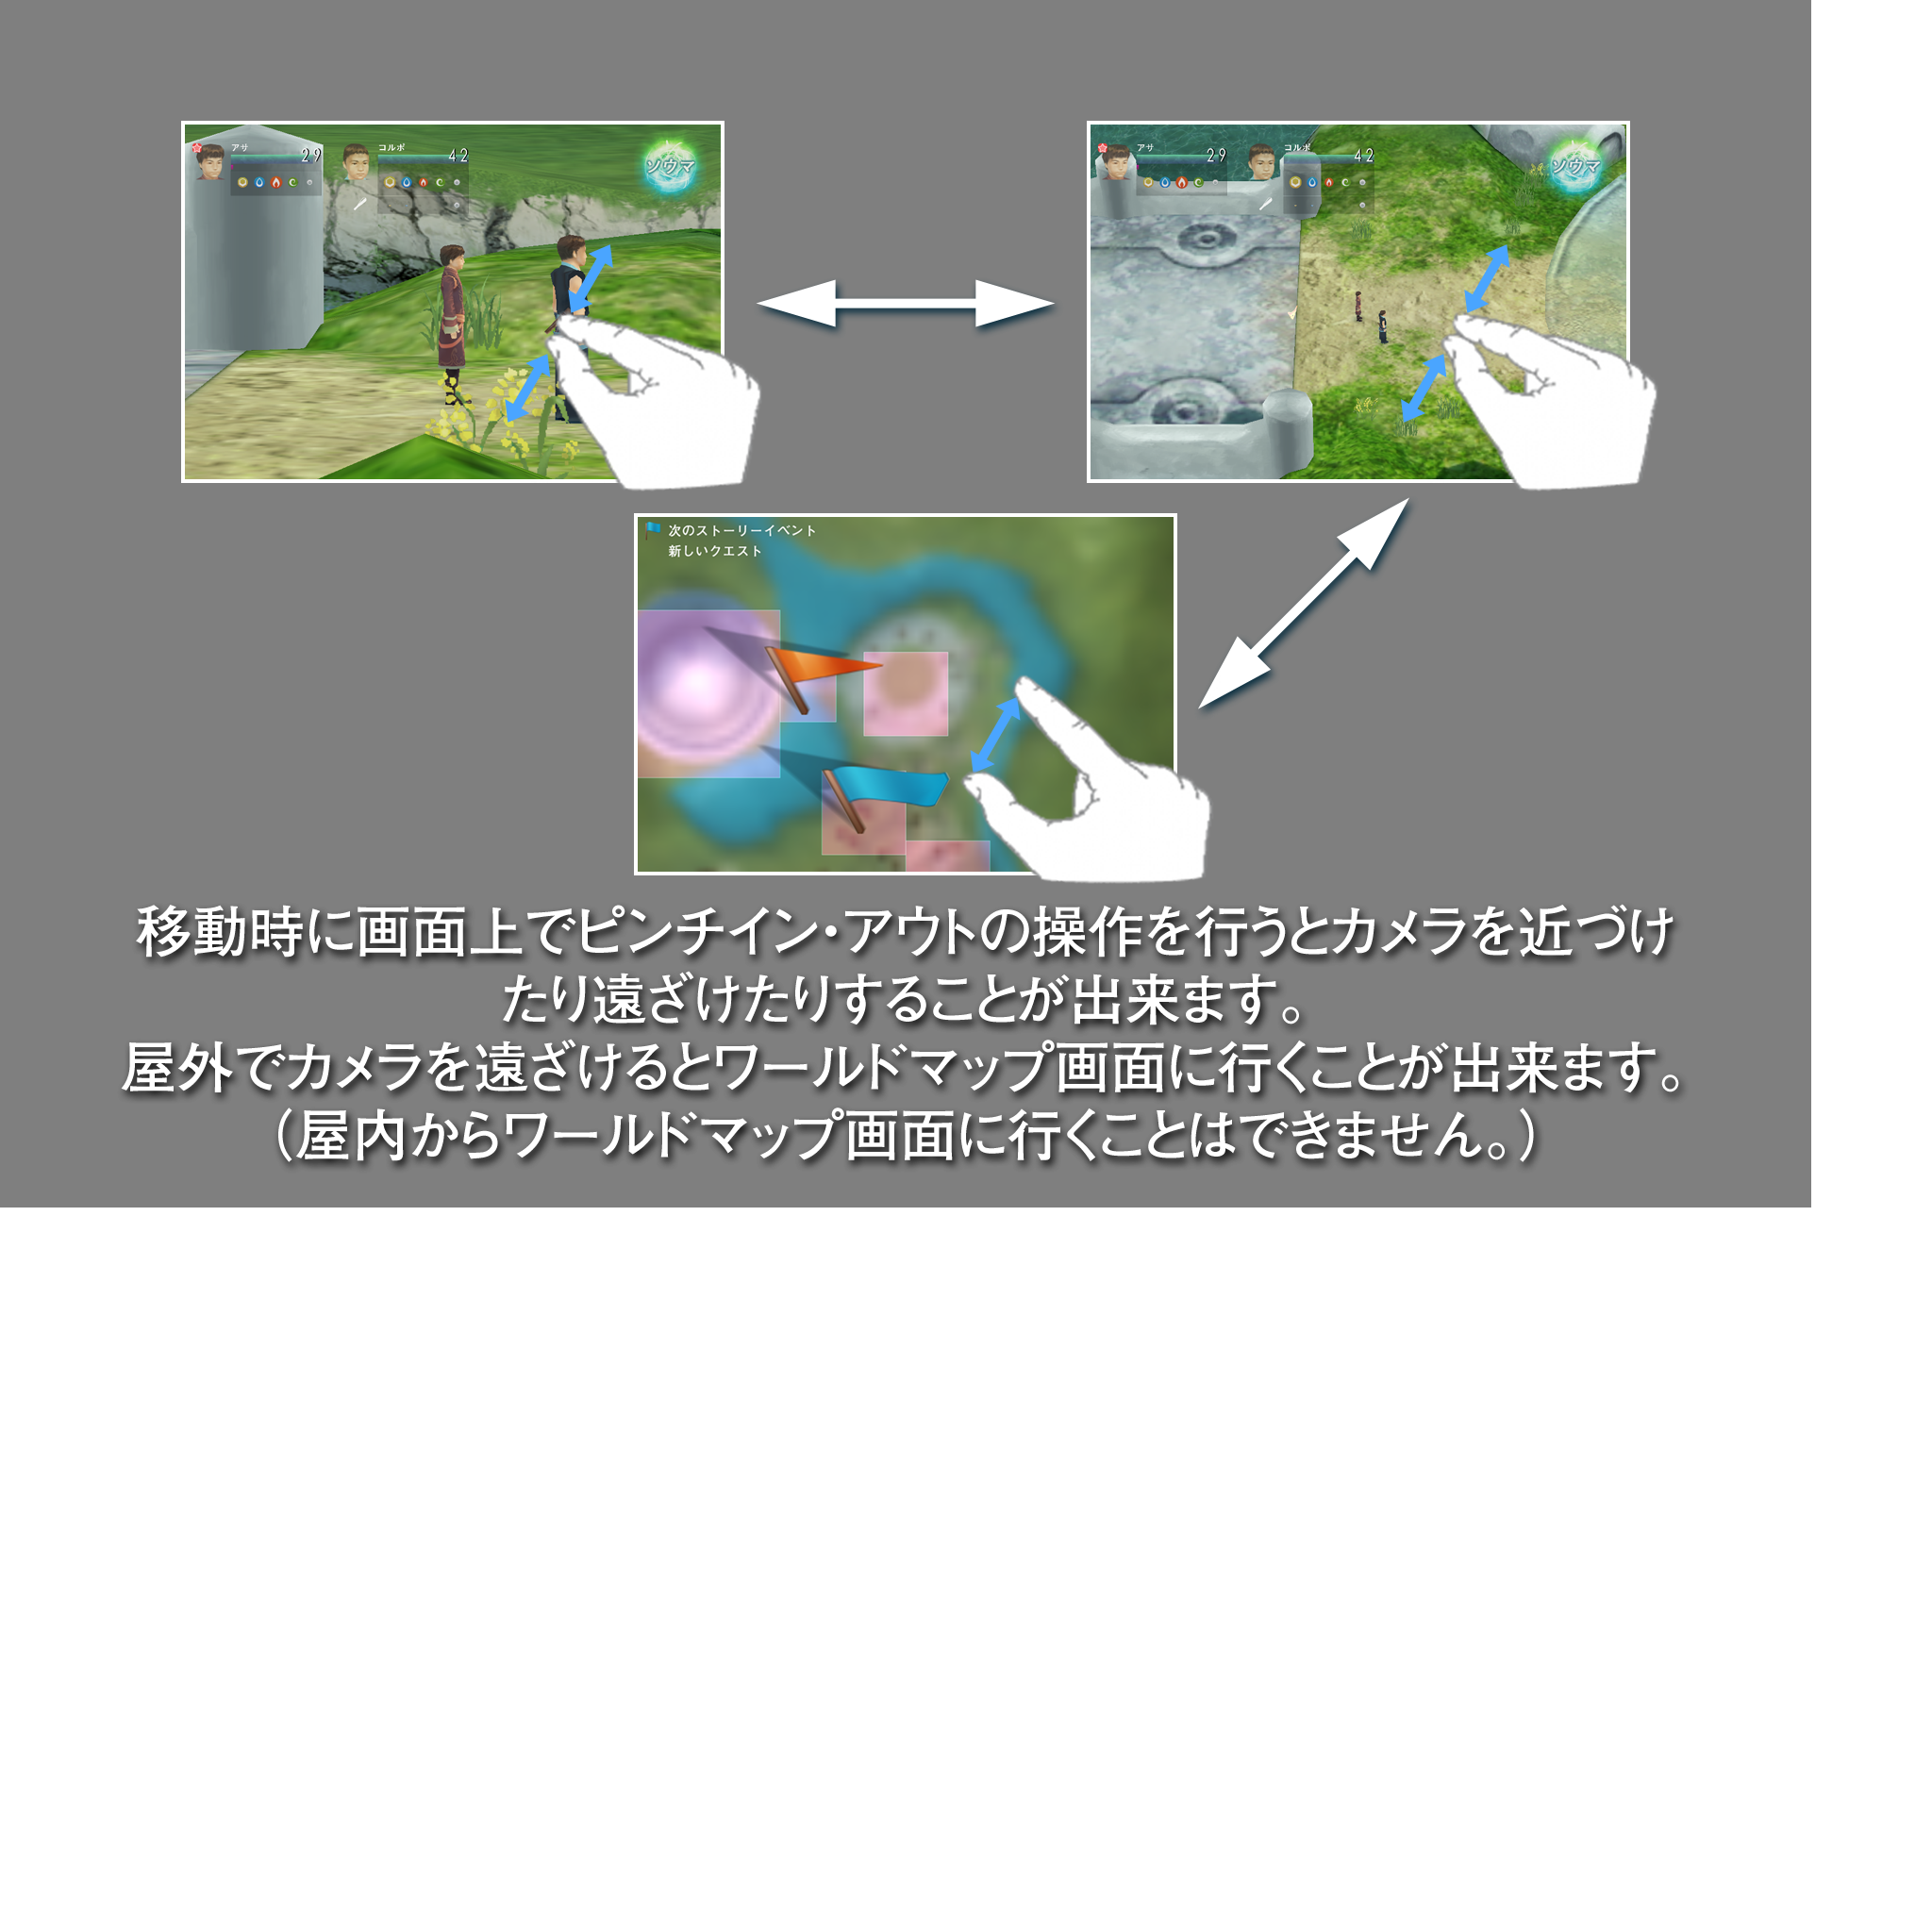 アサ 29 コルポ 42
ソウマ
アサ 29 コルポ 42
ソウマ
次のストーリーイベント
新しいクエスト
移動時に画面上でピンチイン・アウトの操作を行うとカメラを近づけ
たり遠ざけたりすることが出来ます。
屋外でカメラを遠ざけるとワールドマップ画面に行くことが出来ます。
（屋内からワールドマップ画面に行くことはできません。）